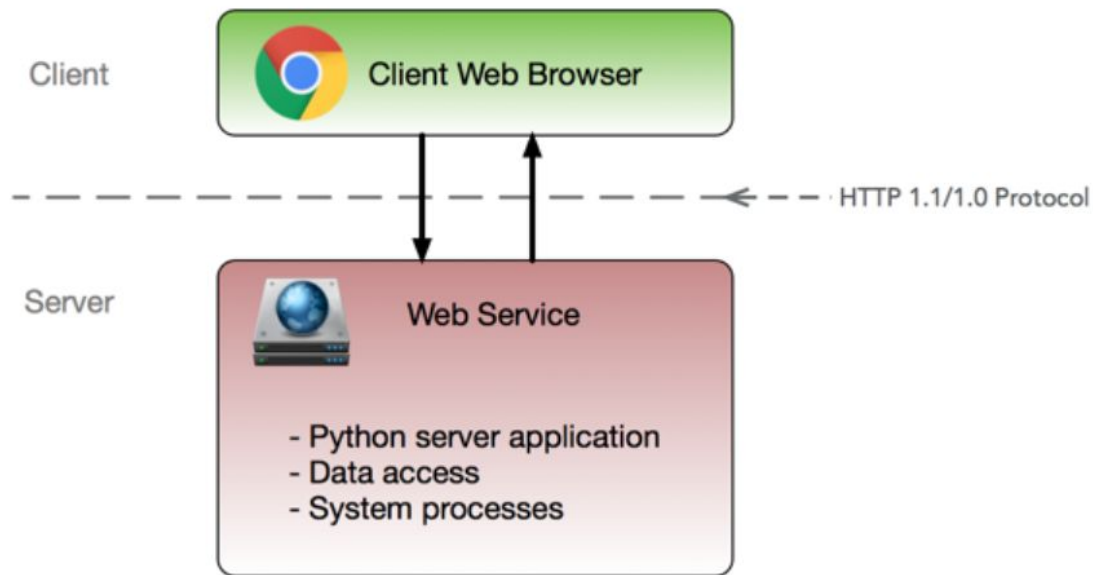 Client
Client Web Browser
HTTP 1.1/1.0 Protocol
Server
Web Service
- Python server application
- Data access
- System processes